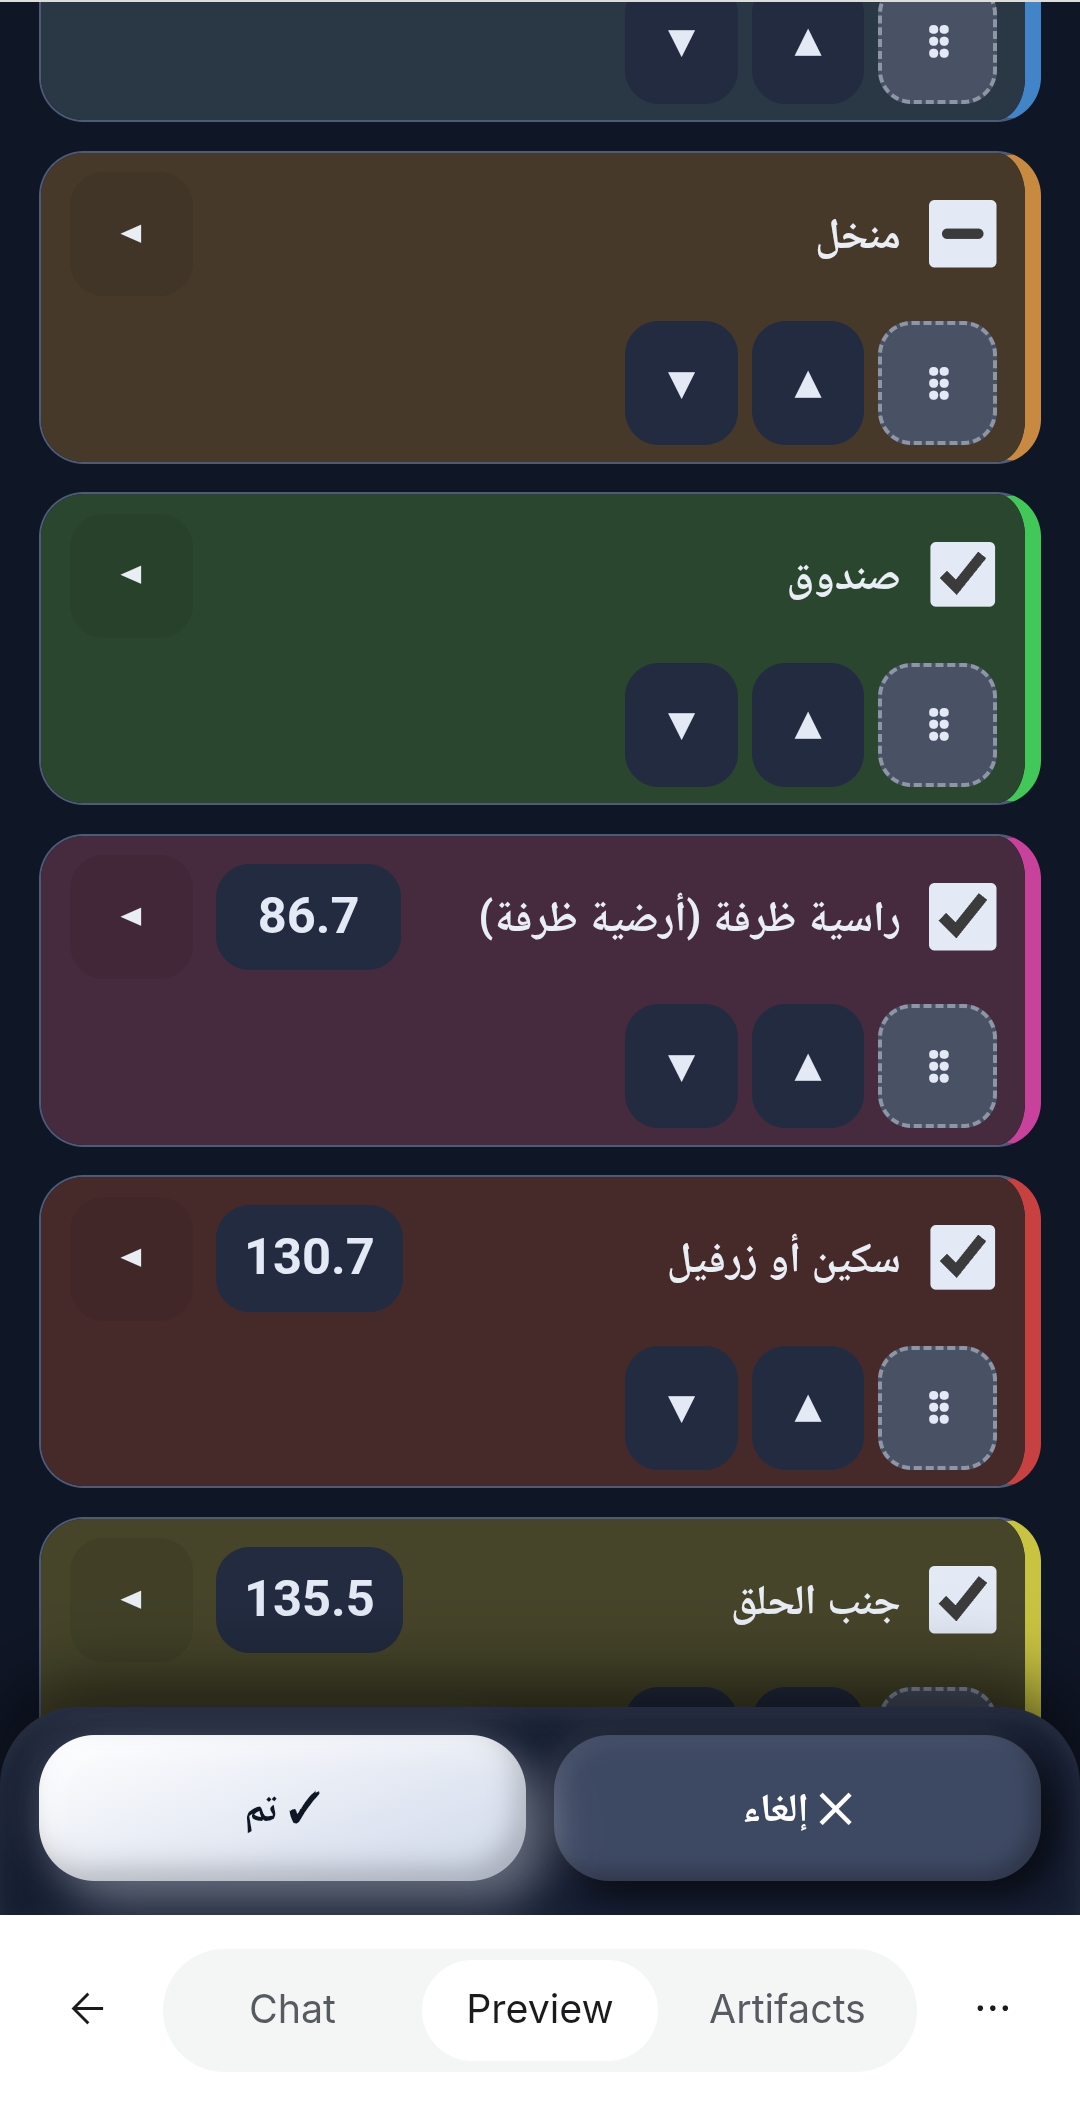 منخل
صندوق
راسية ظرفة (أرضية ظرفة)
86.7
سكين أو زرفيل
130.7
جنب الحلق
135.5
إلغاء
✓ تم
Chat
Preview
Artifacts